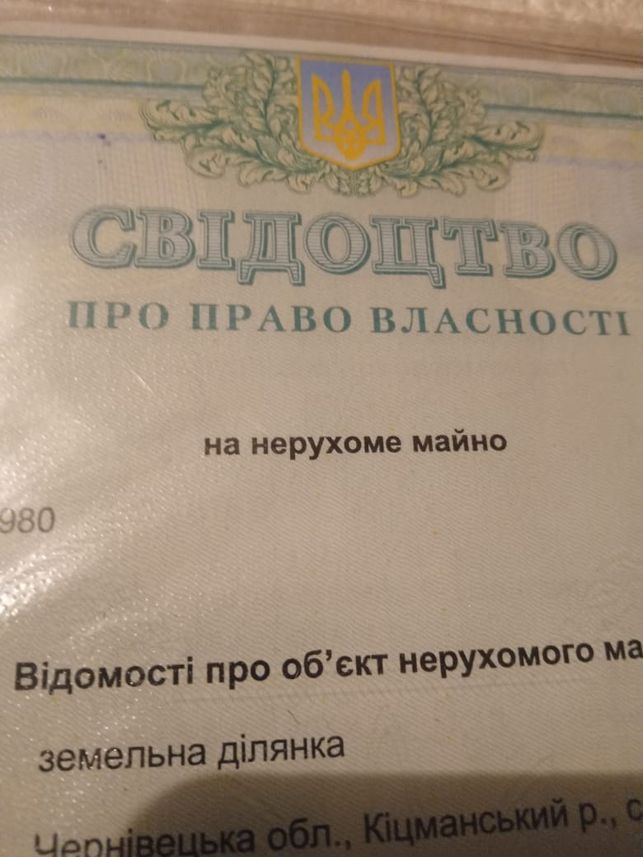 СВІДОЦТВО
ПРО ПРАВО ВЛАСНОСТІ
на нерухоме майно
980
Відомості про об’єкт нерухомого ма
земельна ділянка
Чернівецька обл., Кіцманський р., с